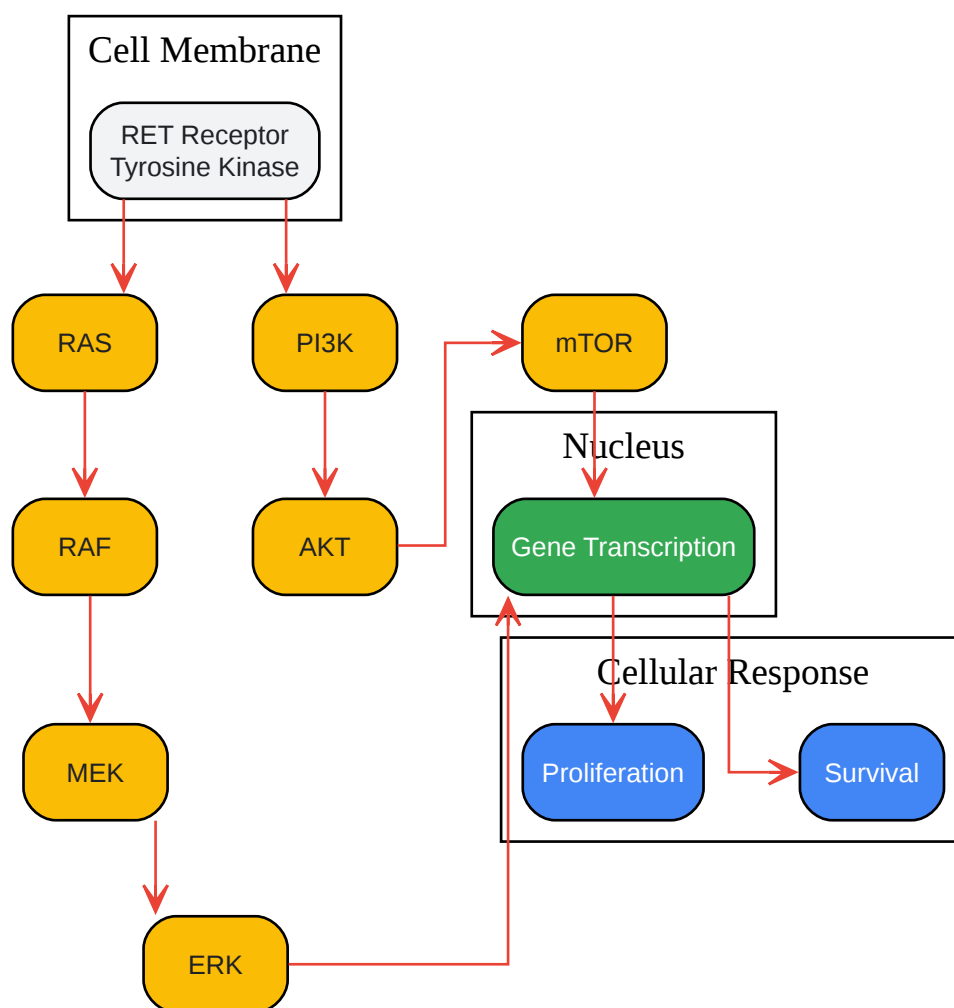 Cell Membrane
RET Receptor
Tyrosine Kinase
RAS
PI3K
mTOR
Nucleus
RAF
AKT
Gene Transcription
Cellular Response
MEK
Proliferation
Survival
ERK